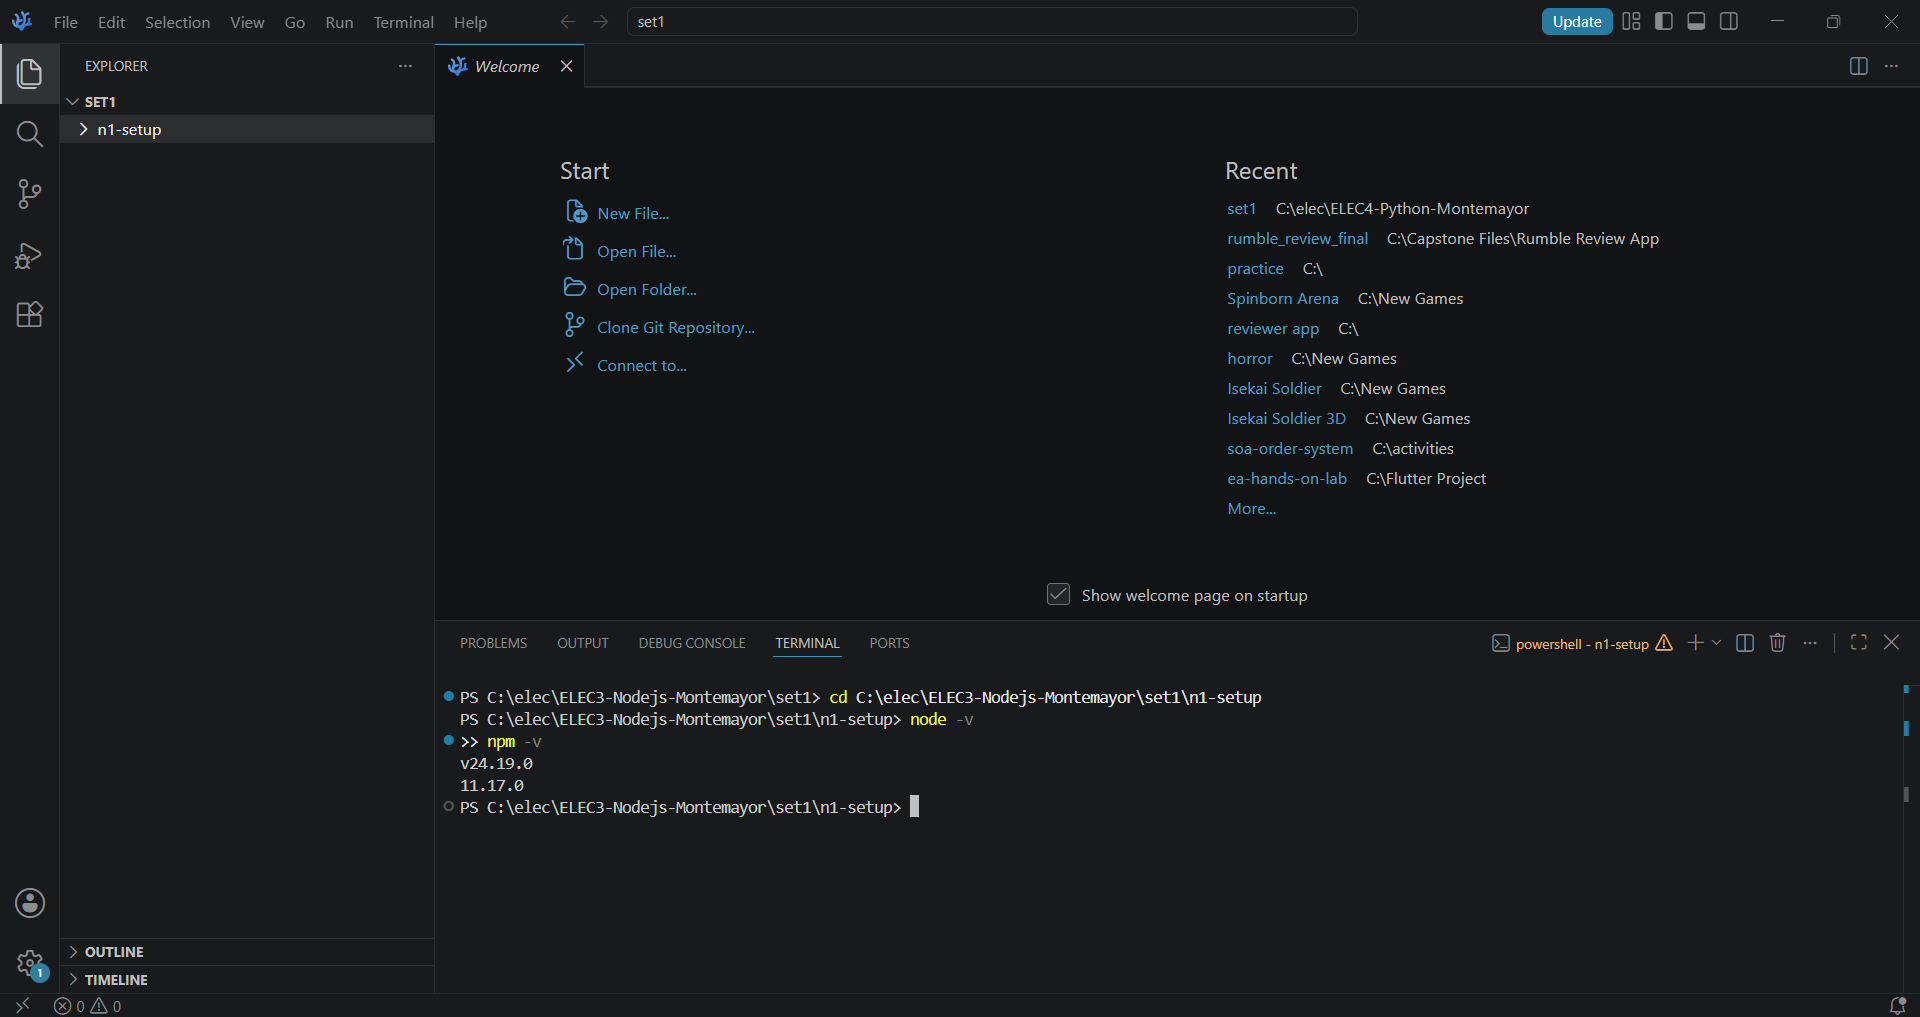 File Edit Selection View Go Run Terminal Help
set1
Update
EXPLORER
SET1
n1-setup
OUTLINE
TIMELINE
1
0 0
Welcome
Start
New File...
Open File...
Open Folder...
Clone Git Repository...
Connect to...
Recent
set1 C:\elec\ELEC4-Python-Montemayor
rumble_review_final C:\Capstone Files\Rumble Review App
practice C:\
Spinborn Arena C:\New Games
reviewer app C:\
horror C:\New Games
Isekai Soldier C:\New Games
Isekai Soldier 3D C:\New Games
soa-order-system C:\activities
ea-hands-on-lab C:\Flutter Project
More...
Show welcome page on startup
PROBLEMS OUTPUT DEBUG CONSOLE TERMINAL PORTS
powershell - n1-setup
PS C:\elec\ELEC3-Nodejs-Montemayor\set1> cd C:\elec\ELEC3-Nodejs-Montemayor\set1\n1-setup
PS C:\elec\ELEC3-Nodejs-Montemayor\set1\n1-setup> node -v
>> npm -v
v24.19.0
11.17.0
PS C:\elec\ELEC3-Nodejs-Montemayor\set1\n1-setup>